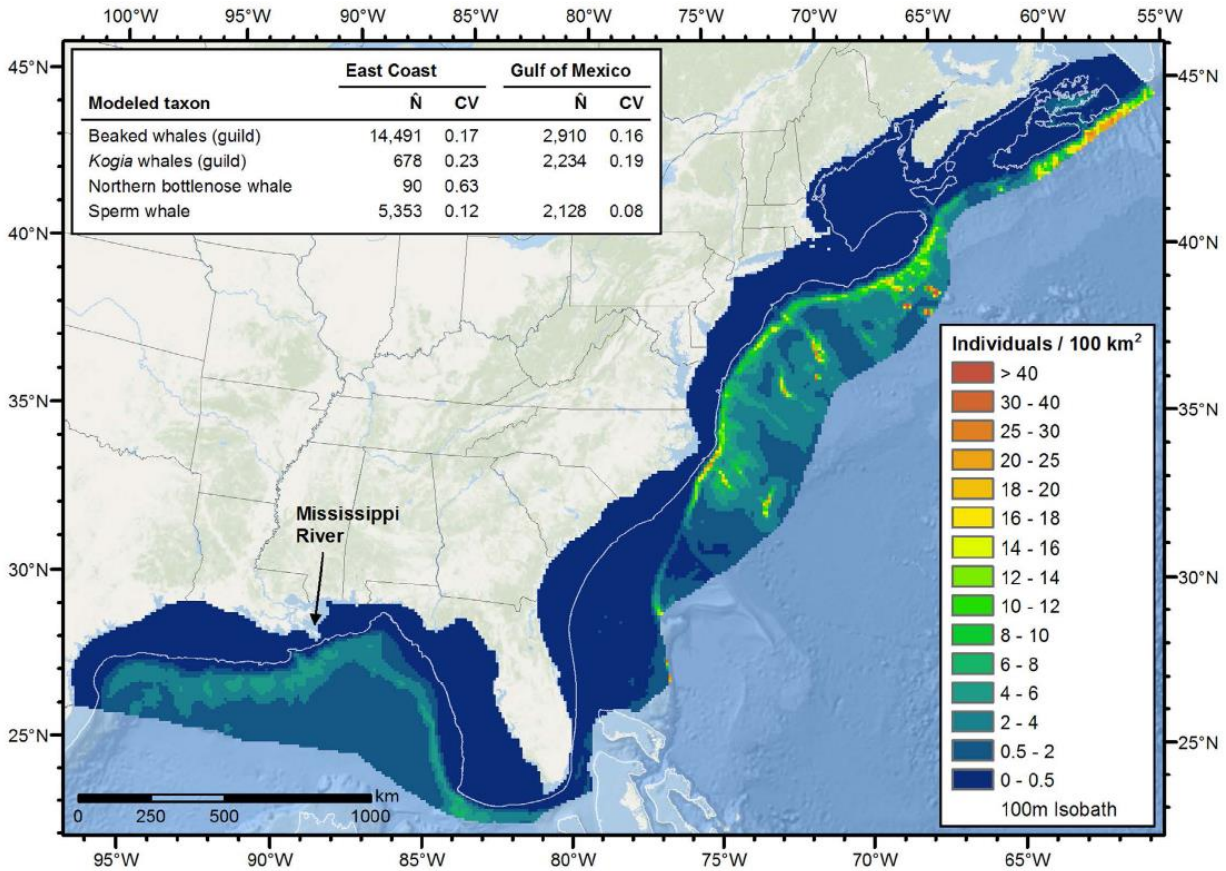 100°W 95°W 90°W 85°W 80°W 75°W 70°W 65°W 60°W 55°W
East Coast Gulf of Mexico
Modeled taxon N̂ CV N̂ CV
Beaked whales (guild) 14,491 0.17 2,910 0.16
Kogia whales (guild) 678 0.23 2,234 0.19
Northern bottlenose whale 90 0.63
Sperm whale 5,353 0.12 2,128 0.08
45°N 45°N
40°N 40°N
35°N 35°N
30°N 30°N
25°N 25°N
Mississippi
River
Individuals / 100 km²
> 40
30 - 40
25 - 30
20 - 25
18 - 20
16 - 18
14 - 16
12 - 14
10 - 12
8 - 10
6 - 8
4 - 6
2 - 4
0.5 - 2
0 - 0.5
100m Isobath
km
0 250 500 1000
95°W 90°W 85°W 80°W 75°W 70°W 65°W